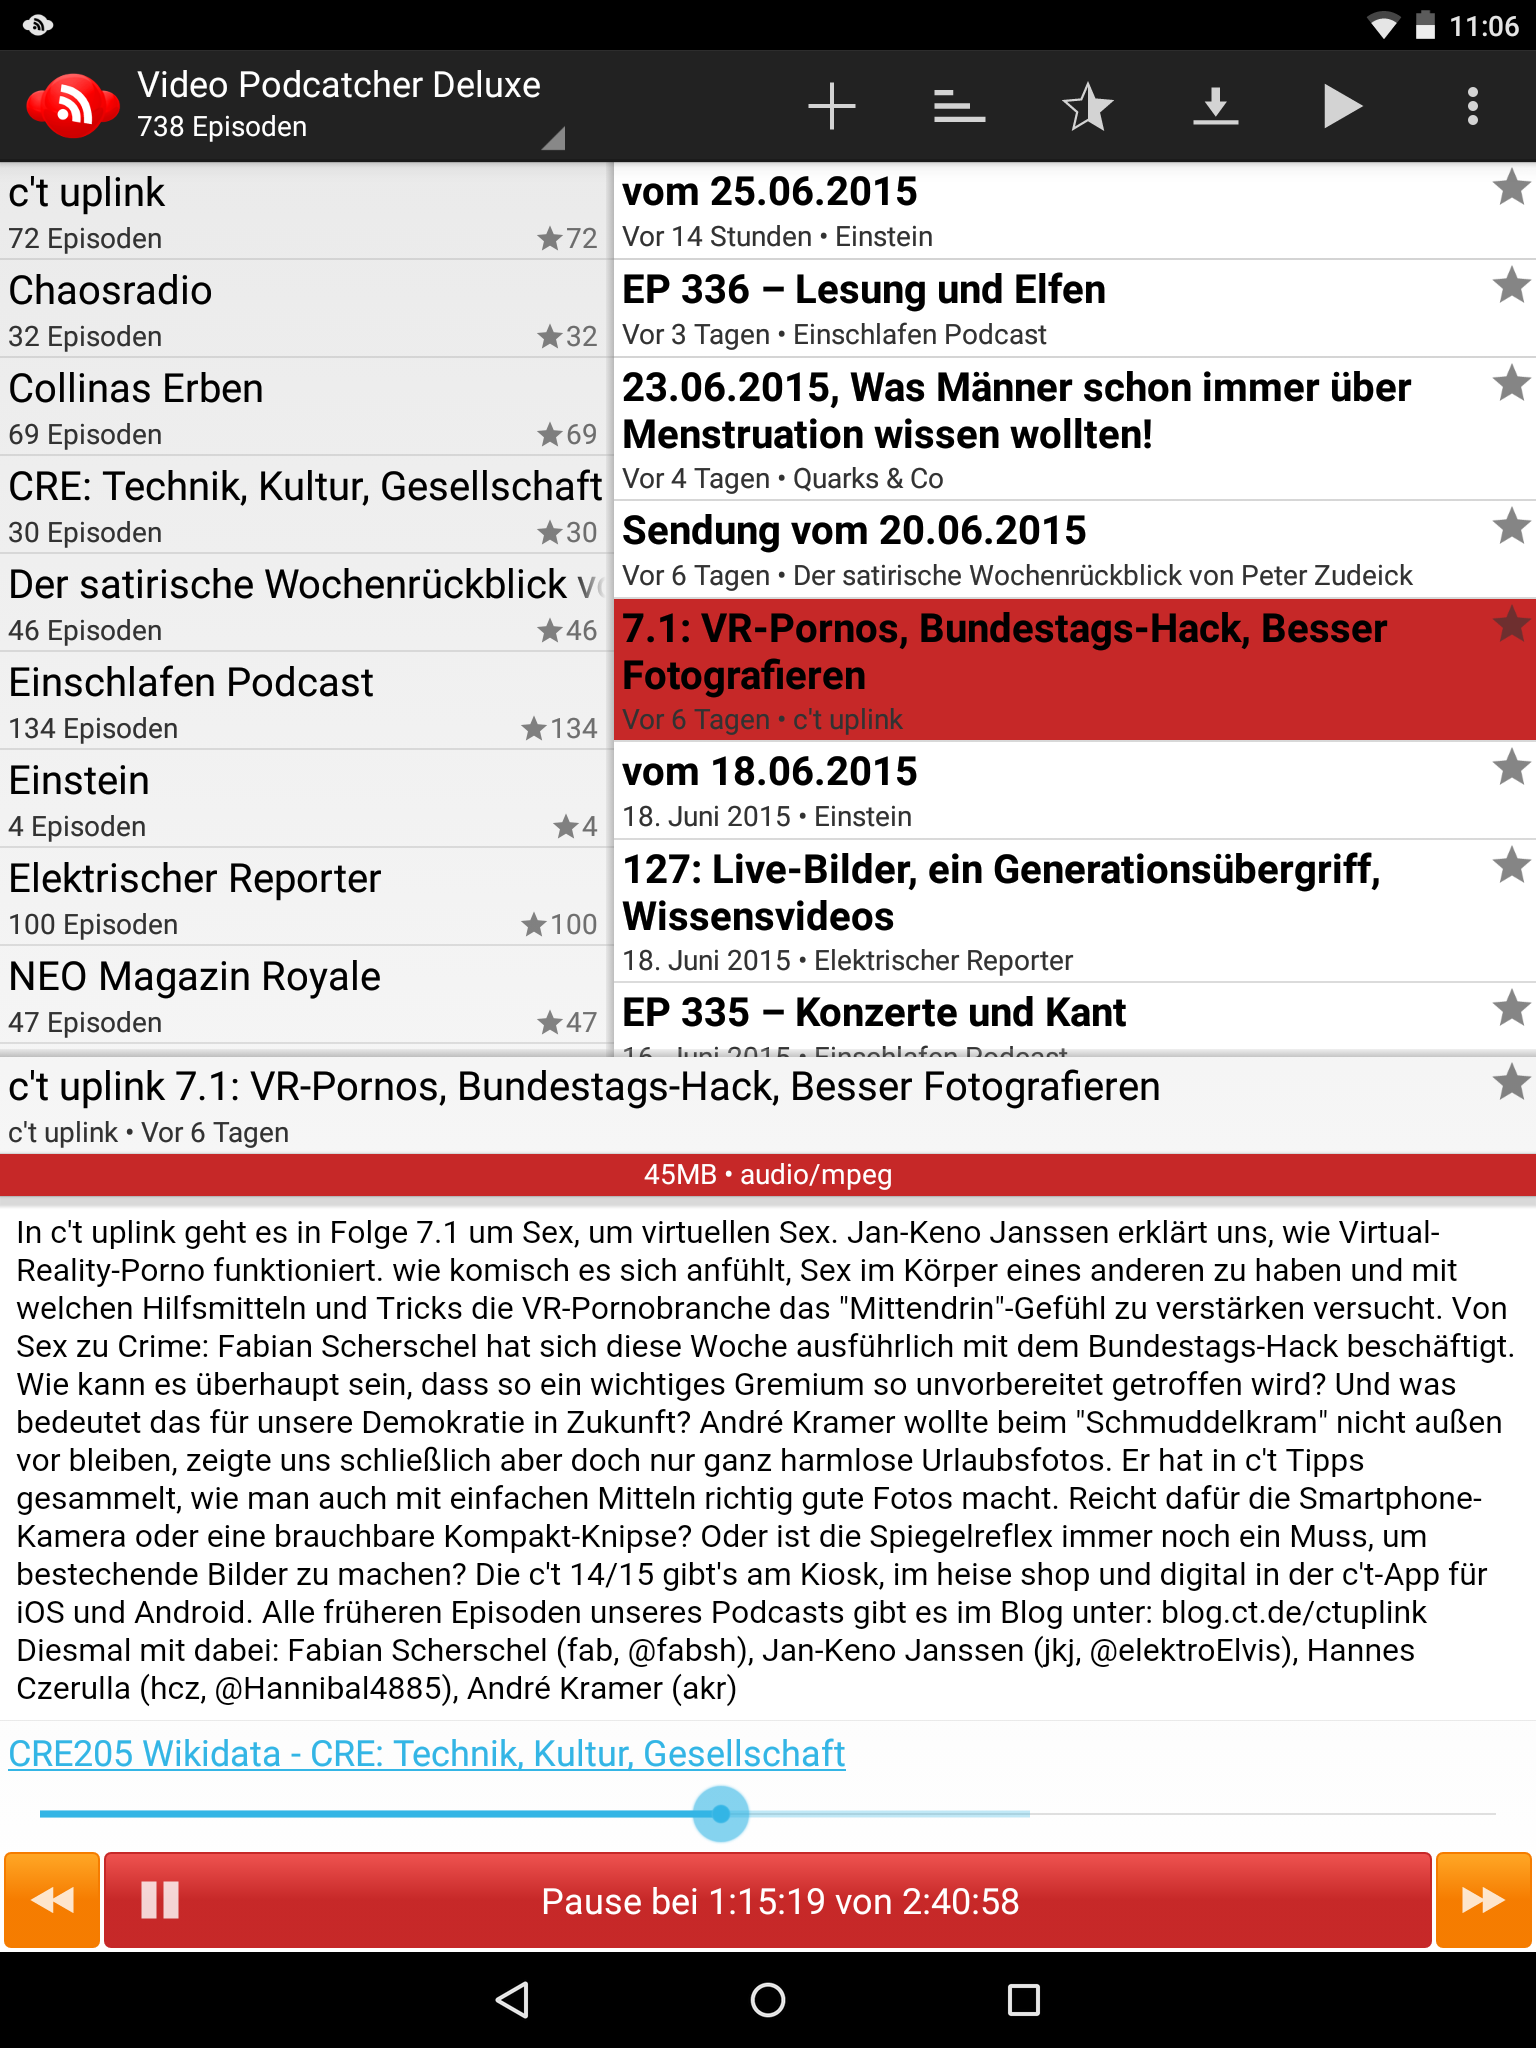 11:06
Video Podcatcher Deluxe
738 Episoden
c't uplink
72 Episoden
72
Chaosradio
32 Episoden
32
Collinas Erben
69 Episoden
69
CRE: Technik, Kultur, Gesellschaft
30 Episoden
30
Der satirische Wochenrückblick
46 Episoden
46
Einschlafen Podcast
134 Episoden
134
Einstein
4 Episoden
4
Elektrischer Reporter
100 Episoden
100
NEO Magazin Royale
47 Episoden
47
vom 25.06.2015
Vor 14 Stunden • Einstein
EP 336 – Lesung und Elfen
Vor 3 Tagen • Einschlafen Podcast
23.06.2015, Was Männer schon immer über
Menstruation wissen wollten!
Vor 4 Tagen • Quarks & Co
Sendung vom 20.06.2015
Vor 6 Tagen • Der satirische Wochenrückblick von Peter Zudeick
7.1: VR-Pornos, Bundestags-Hack, Besser
Fotografieren
Vor 6 Tagen • c't uplink
vom 18.06.2015
18. Juni 2015 • Einstein
127: Live-Bilder, ein Generationsübergriff,
Wissensvideos
18. Juni 2015 • Elektrischer Reporter
EP 335 – Konzerte und Kant
16. Juni 2015 • Einschlafen Podcast
c't uplink 7.1: VR-Pornos, Bundestags-Hack, Besser Fotografieren
c't uplink • Vor 6 Tagen
45MB • audio/mpeg
In c't uplink geht es in Folge 7.1 um Sex, um virtuellen Sex. Jan-Keno Janssen erklärt uns, wie Virtual-
Reality-Porno funktioniert. wie komisch es sich anfühlt, Sex im Körper eines anderen zu haben und mit
welchen Hilfsmitteln und Tricks die VR-Pornobranche das "Mittendrin"-Gefühl zu verstärken versucht. Von
Sex zu Crime: Fabian Scherschel hat sich diese Woche ausführlich mit dem Bundestags-Hack beschäftigt.
Wie kann es überhaupt sein, dass so ein wichtiges Gremium so unvorbereitet getroffen wird? Und was
bedeutet das für unsere Demokratie in Zukunft? André Kramer wollte beim "Schmuddelkram" nicht außen
vor bleiben, zeigte uns schließlich aber doch nur ganz harmlose Urlaubsfotos. Er hat in c't Tipps
gesammelt, wie man auch mit einfachen Mitteln richtig gute Fotos macht. Reicht dafür die Smartphone-
Kamera oder eine brauchbare Kompakt-Knipse? Oder ist die Spiegelreflex immer noch ein Muss, um
bestechende Bilder zu machen? Die c't 14/15 gibt's am Kiosk, im heise shop und digital in der c't-App für
iOS und Android. Alle früheren Episoden unseres Podcasts gibt es im Blog unter: blog.ct.de/ctuplink
Diesmal mit dabei: Fabian Scherschel (fab, @fabsh), Jan-Keno Janssen (jkj, @elektroElvis), Hannes
Czerulla (hcz, @Hannibal4885), André Kramer (akr)
CRE205 Wikidata - CRE: Technik, Kultur, Gesellschaft
Pause bei 1:15:19 von 2:40:58